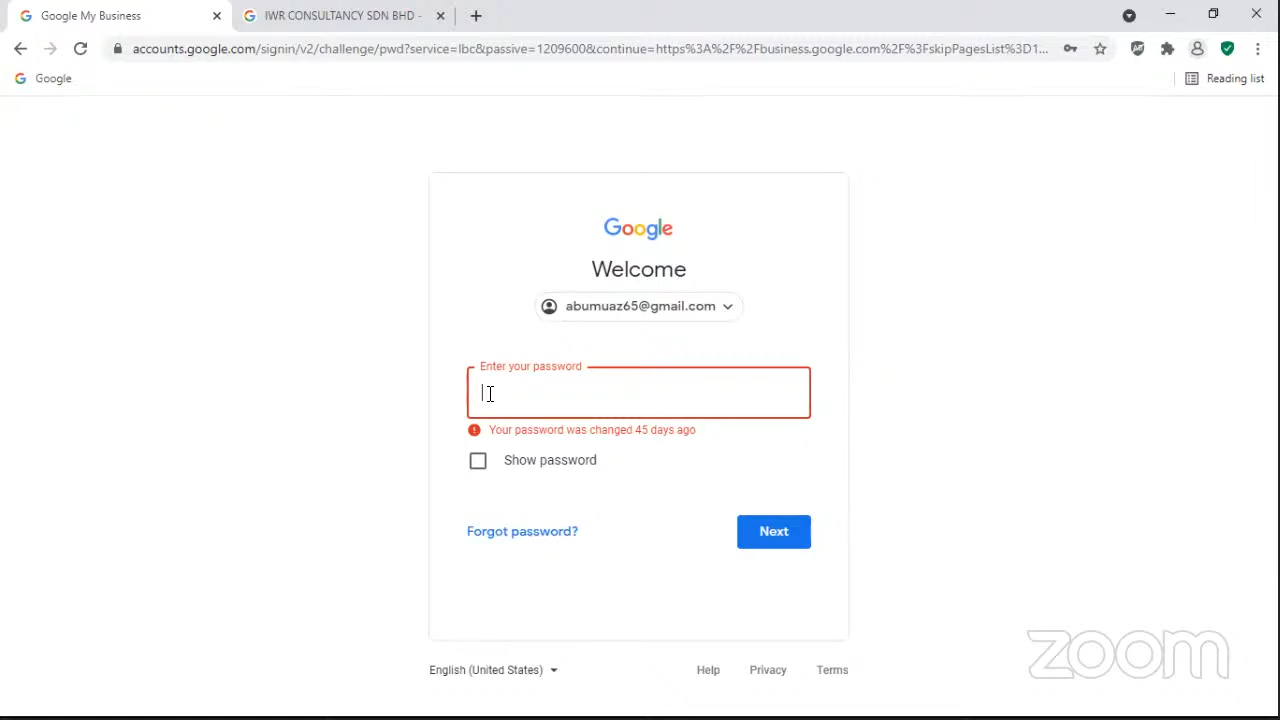 Google My Business
IWR CONSULTANCY SDN BHD -
accounts.google.com/signin/v2/challenge/pwd?service=lbc&passive=1209600&continue=https%3A%2F%2Fbusiness.google.com%2F%3FskipPagesList%3D1...
Google
Reading list
Google
Welcome
abumuaz65@gmail.com
Enter your password
Your password was changed 45 days ago
Show password
Forgot password?
Next
English (United States)
Help
Privacy
Terms
zoom